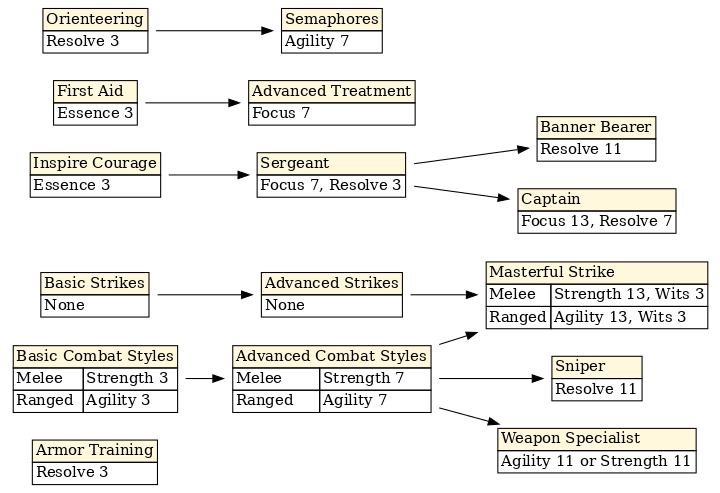 Orienteering
Resolve 3
Semaphores
Agility 7
First Aid
Essence 3
Advanced Treatment
Focus 7
Inspire Courage
Essence 3
Sergeant
Focus 7, Resolve 3
Banner Bearer
Resolve 11
Captain
Focus 13, Resolve 7
Basic Strikes
None
Advanced Strikes
None
Masterful Strike
Melee Strength 13, Wits 3
Ranged Agility 13, Wits 3
Basic Combat Styles
Melee Strength 3
Ranged Agility 3
Advanced Combat Styles
Melee Strength 7
Ranged Agility 7
Sniper
Resolve 11
Weapon Specialist
Agility 11 or Strength 11
Armor Training
Resolve 3